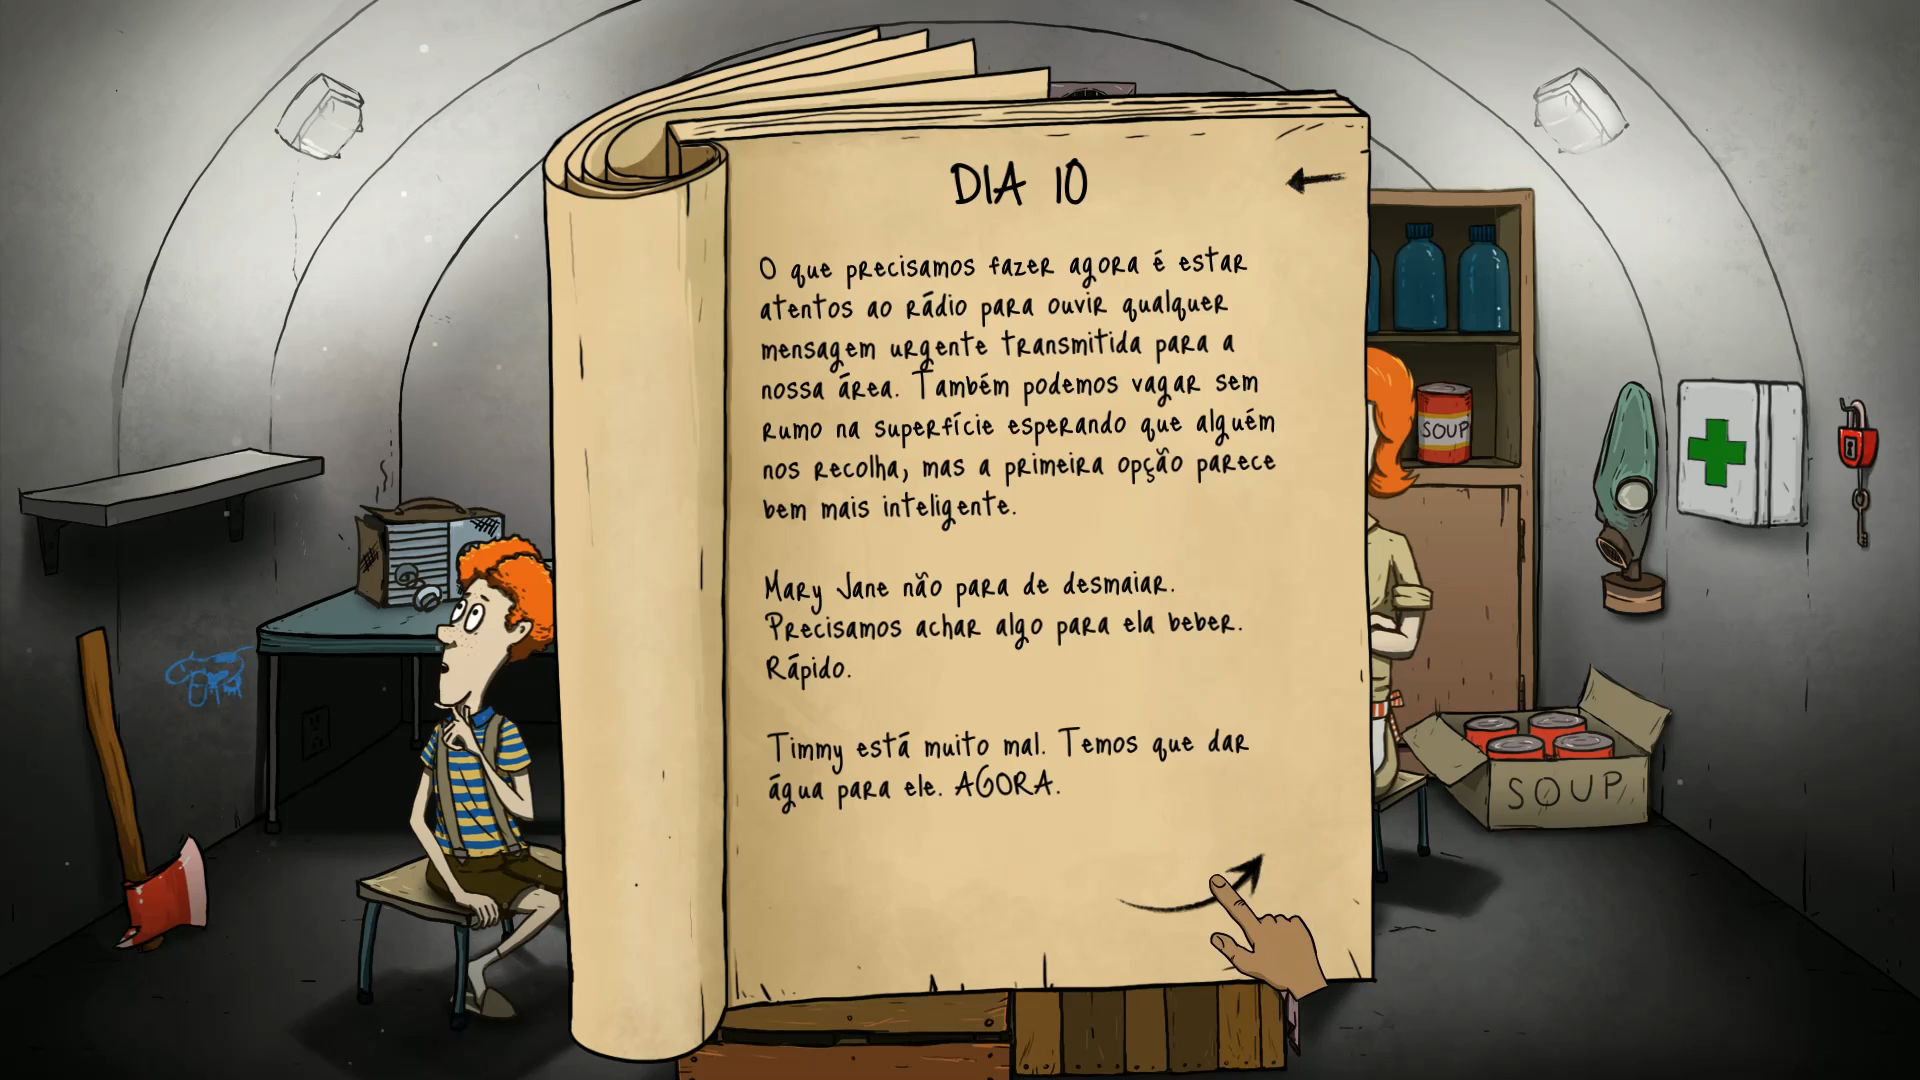 DIA 10
O que precisamos fazer agora é estar
atentos ao rádio para ouvir qualquer
mensagem urgente transmitida para a
nossa área. Também podemos vagar sem
rumo na superfície esperando que alguém
nos recolha, mas a primeira opção parece
bem mais inteligente.
Mary Jane não para de desmaiar.
Precisamos achar algo para ela beber.
Rápido.
Timmy está muito mal. Temos que dar
água para ele. AGORA.
SOUP
SOUP